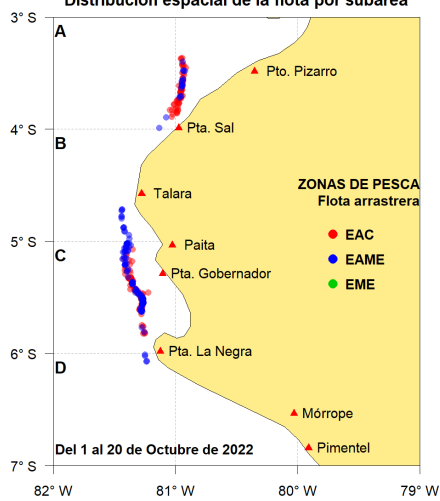 Distribución espacial de la flota por subárea
3° S
A
Pto. Pizarro
4° S
Pta. Sal
B
ZONAS DE PESCA
Talara
Flota arrastrera
EAC
5° S
Paita
C
EAME
Pta. Gobernador
EME
6° S
Pta. La Negra
D
Mórrope
Del 1 al 20 de Octubre de 2022
Pimentel
7° S
82° W
81° W
80° W
79° W